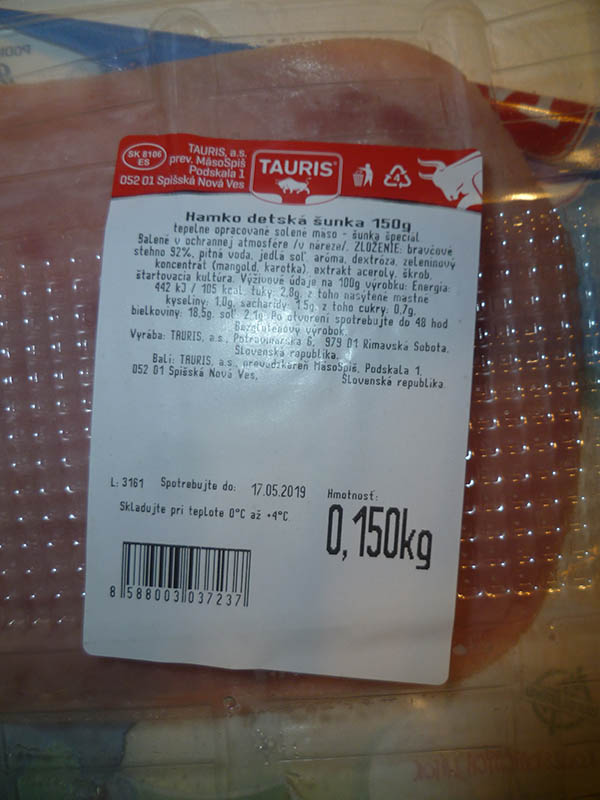 SK 8106
ES
TAURIS, a.s.
prev. MäsoSpiš
Podskala 1
052 01 Spišská Nová Ves
TAURIS
4
Hamko detská šunka 150g
tepelne opracované solené mäso - šunka špeciál.
Balené v ochrannej atmosfére /v náreze/. ZLOŽENIE: bravčové
stehno 92%, pitná voda, jedlá soľ, aróma, dextróza, zeleninový
koncentrát (mangold, karotka), extrakt aceroly, škrob,
štartovacia kultúra. Výživové údaje na 100g výrobku: Energia:
442 kJ / 105 kcal, tuky: 2,8g, z toho nasýtené mastné
kyseliny: 1,0g, sacharidy: 1,5g, z toho cukry: 0,7g,
bielkoviny: 18,5g, soľ: 2,1g. Po otvorení spotrebujte do 48 hod
Bezgluténový výrobok.
Vyrába: TAURIS, a.s., Potravinárska 6, 979 01 Rimavská Sobota,
Slovenská republika.
Balí: TAURIS, a.s., prevádzkáreň MäsoSpiš, Podskala 1,
052 01 Spišská Nová Ves, Slovenská republika
L: 3161 Spotrebujte do: 17.05.2019
Hmotnosť:
Skladujte pri teplote 0°C až +4°C
0,150kg
8 588003 037237